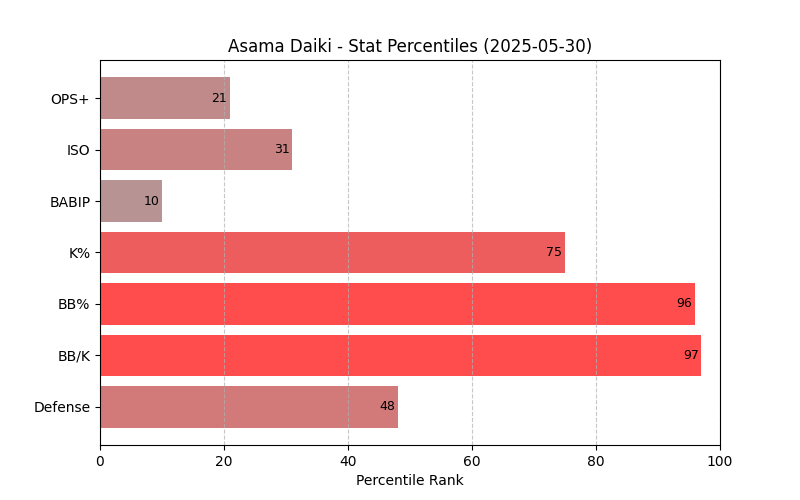 Asama Daiki - Stat Percentiles (2025-05-30)
OPS+ 21
ISO 31
BABIP 10
K% 75
BB% 96
BB/K 97
Defense 48
0 20 40 60 80 100
Percentile Rank